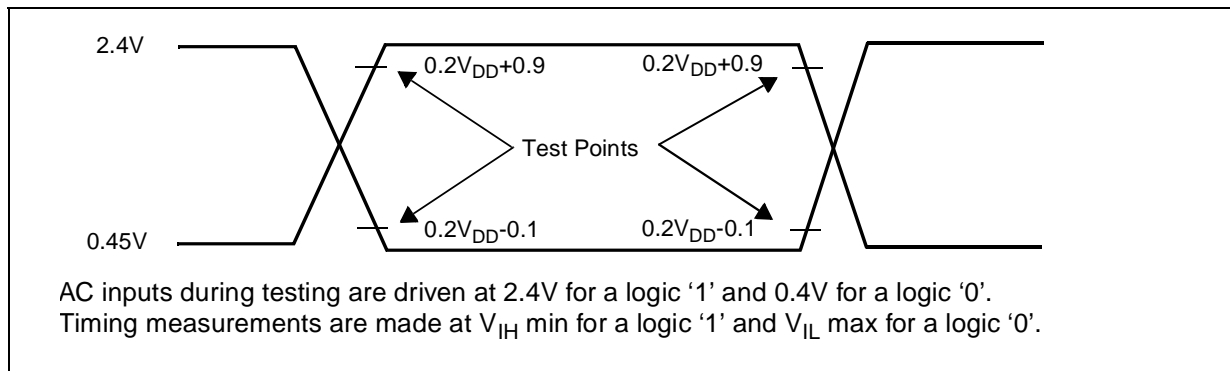 2.4V
0.2VDD+0.9 0.2VDD+0.9
Test Points
0.45V 0.2VDD-0.1 0.2VDD-0.1
AC inputs during testing are driven at 2.4V for a logic ‘1’ and 0.4V for a logic ‘0’.
Timing measurements are made at VIH min for a logic ‘1’ and VIL max for a logic ‘0’.